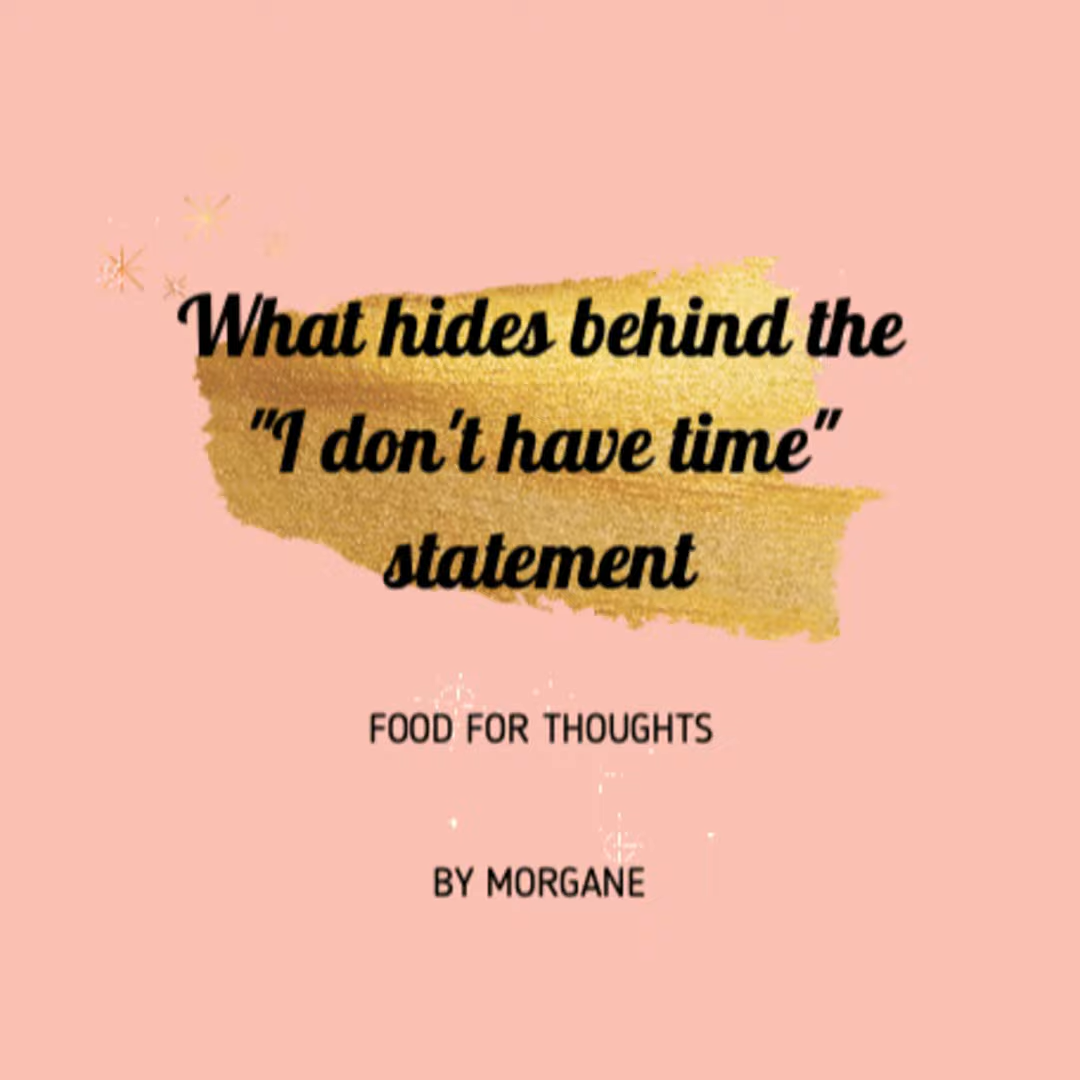 What hides behind the
"I don't have time"
statement
FOOD FOR THOUGHTS
BY MORGANE